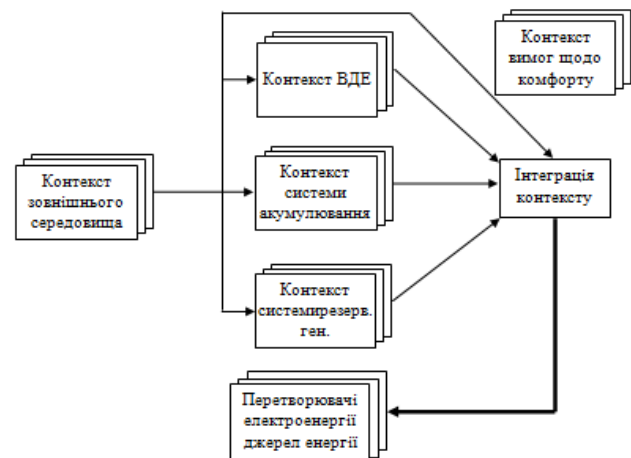 Контекст
вимог щодо
комфорту
Контекст ВДЕ
Контекст
зовнішнього
середовища
Контекст
системи
акумулювання
Інтеграція
контексту
Контекст
системирезерв.
ген.
Перетворювачі
електроенергії
джерел енергії